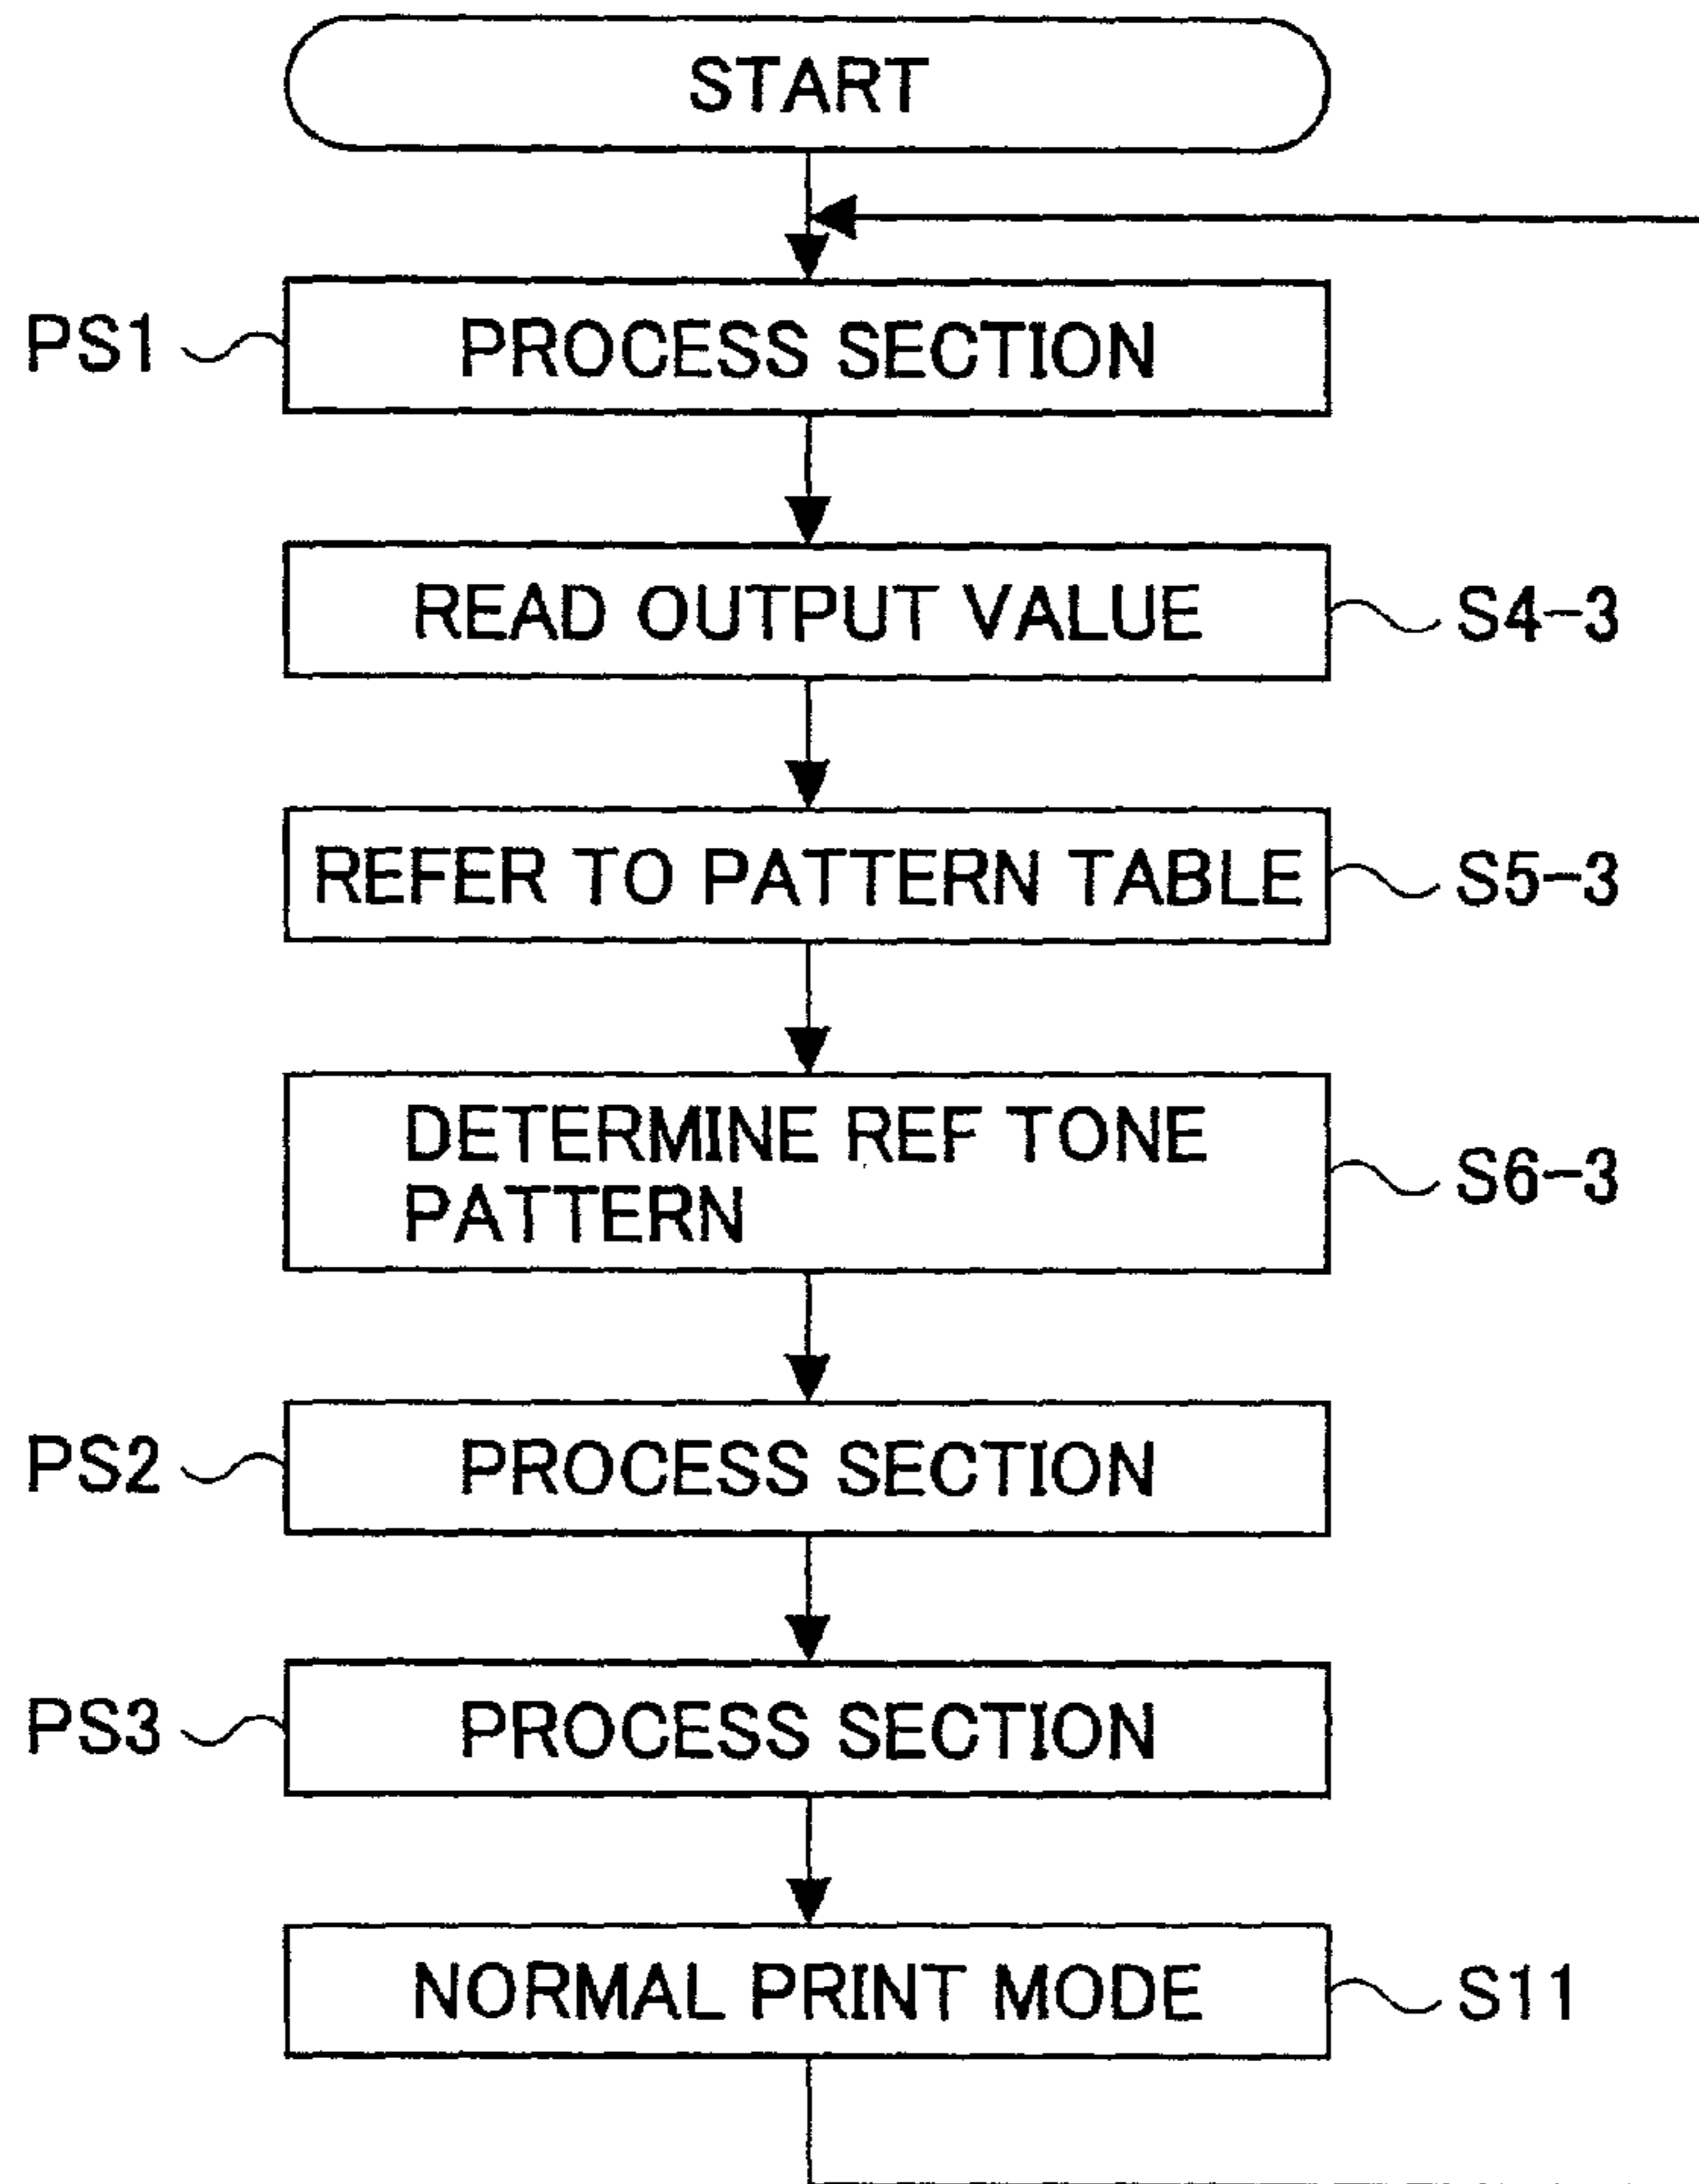 START
PS1 PROCESS SECTION
READ OUTPUT VALUE S4-3
REFER TO PATTERN TABLE S5-3
DETERMINE REF TONE
PATTERN
S6-3
PS2 PROCESS SECTION
PS3 PROCESS SECTION
NORMAL PRINT MODE S11